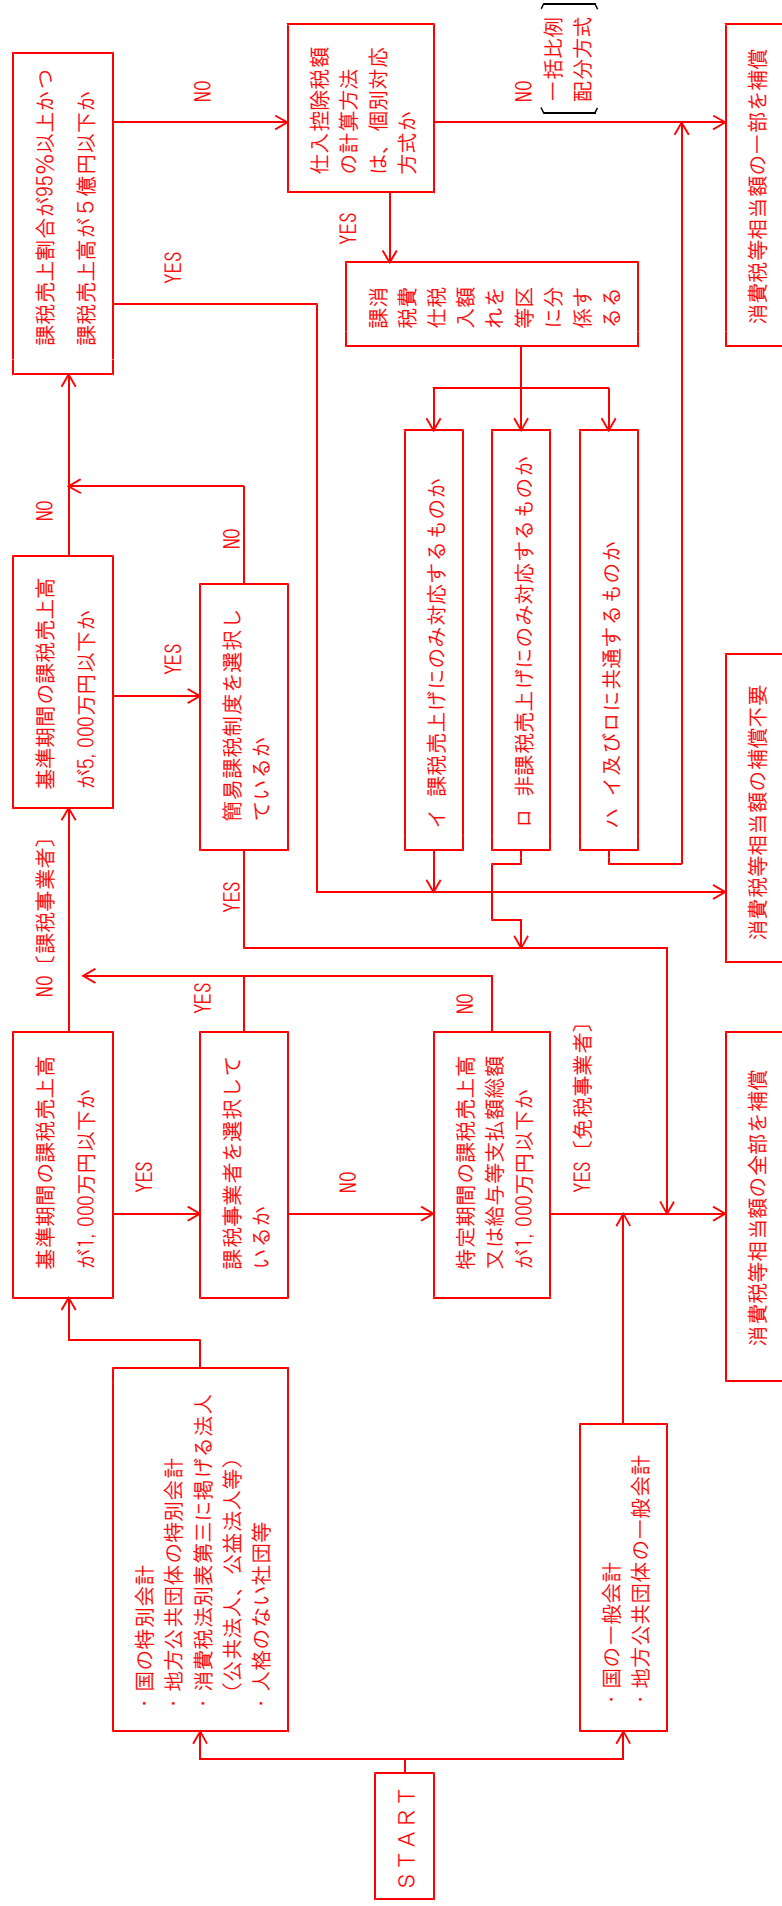 START
・国の特別会計
・地方公共団体の特別会計
・消費税法別表第三に掲げる法人
（公共法人、公益法人等）
・人格のない社団等
・国の一般会計
・地方公共団体の一般会計
基準期間の課税売上高
が1,000万円以下か
NO〔課税事業者〕
YES
課税事業者を選択して
いるか
YES
NO
特定期間の課税売上高
又は給与等支払額総額
が1,000万円以下か
NO
YES〔免税事業者〕
消費税等相当額の全部を補償
基準期間の課税売上高
が5,000万円以下か
NO
YES
簡易課税制度を選択し
ているか
NO
YES
課税売上割合が95%以上かつ
課税売上高が５億円以下か
NO
YES
仕入控除税額
の計算方法
は、個別対応
方式か
NO
一括比例
配分方式
YES
課税仕入れ等に係る
消費税額を区分する
イ 課税売上げにのみ対応するものか
ロ 非課税売上げにのみ対応するものか
ハ イ及びロに共通するものか
消費税等相当額の補償不要
消費税等相当額の一部を補償